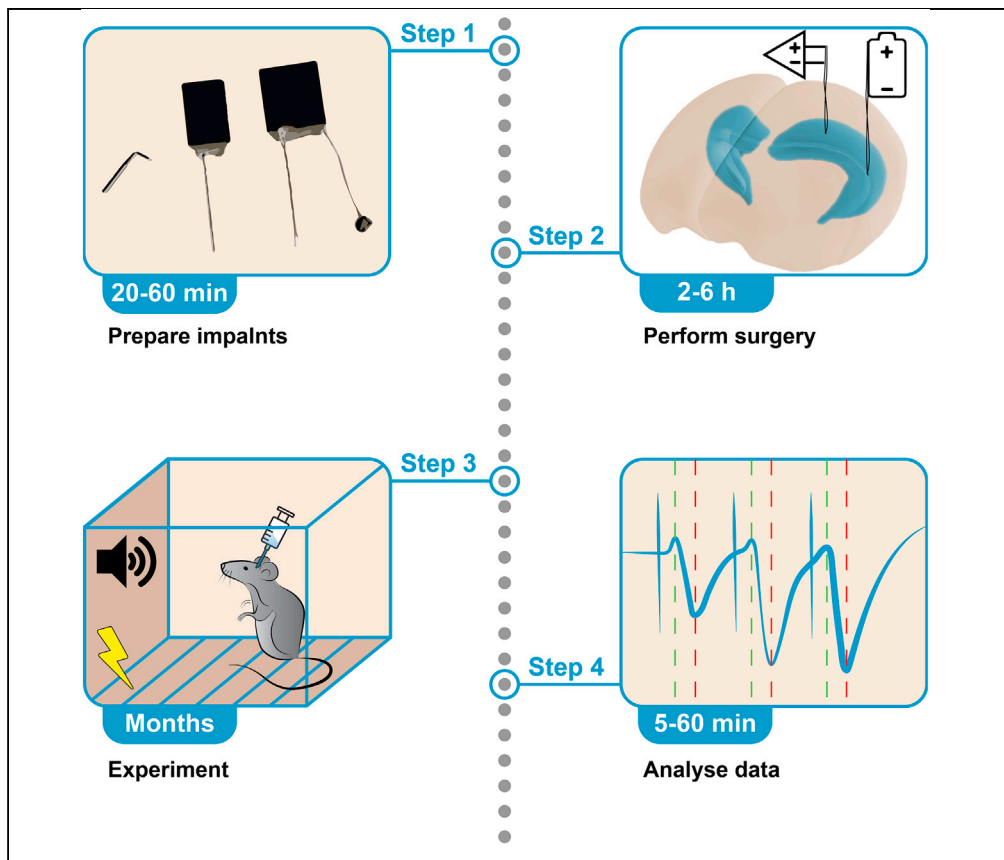 Step 1
20-60 min
Prepare impalnts
Step 2
2-6 h
Perform surgery
Step 3
Months
Experiment
Step 4
5-60 min
Analyse data